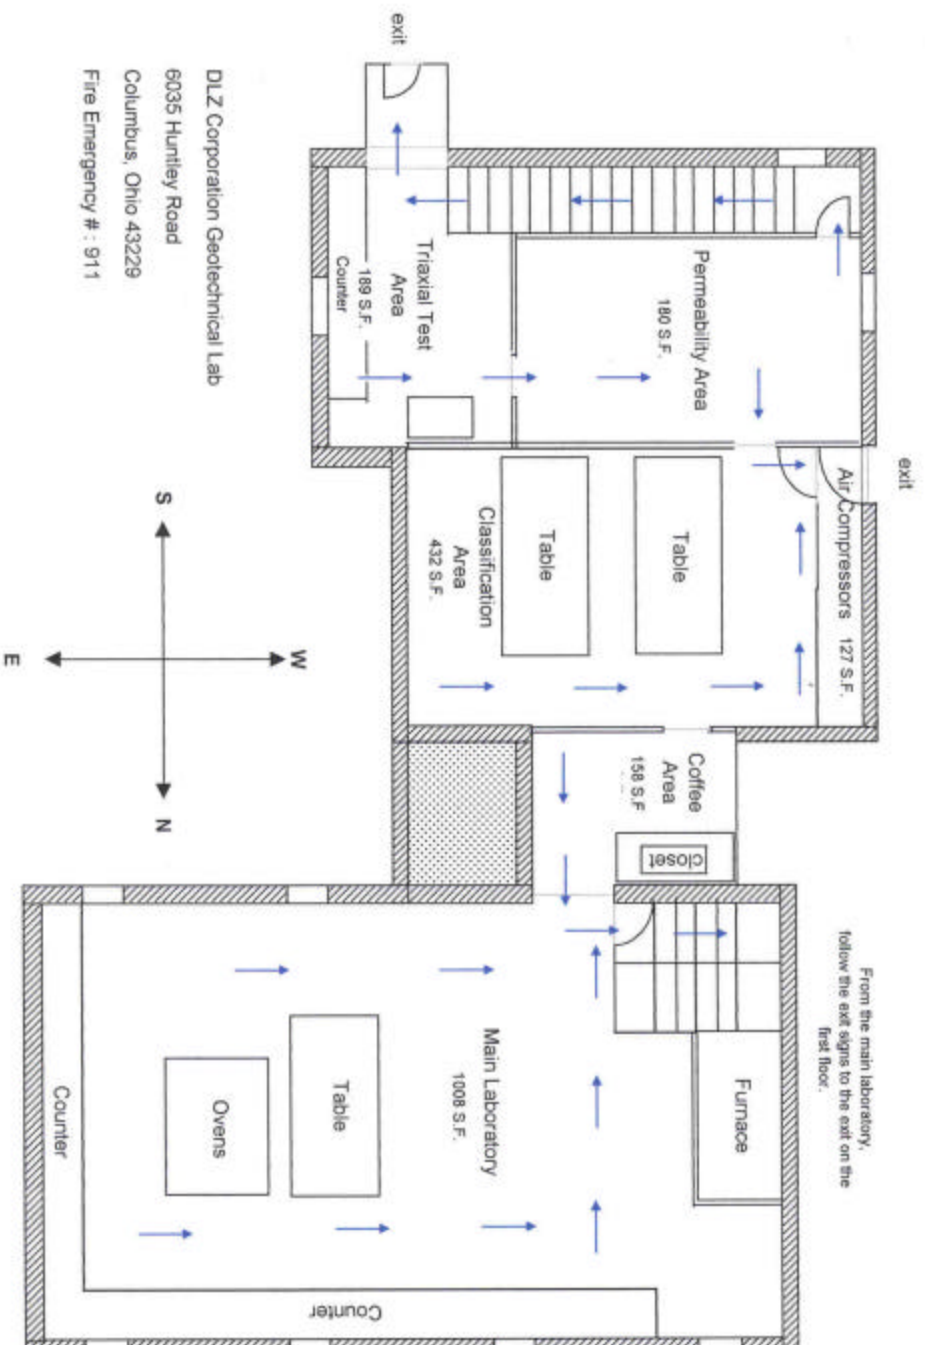 exit
DLZ Corporation Geotechnical Lab
6035 Huntley Road
Columbus, Ohio 43229
Fire Emergency # : 911
Triaxial Test
Area
189 S.F.
Counter
Permeability Area
180 S.F.
exit
Air Compressors 127 S.F.
Table
Table
Classification
Area
432 S.F.
S
W
E
N
Coffee
Area
158 S.F
closet
From the main laboratory,
follow the exit signs to the exit on the
first floor.
Furnace
Main Laboratory
1008 S.F.
Table
Ovens
Counter
Counter